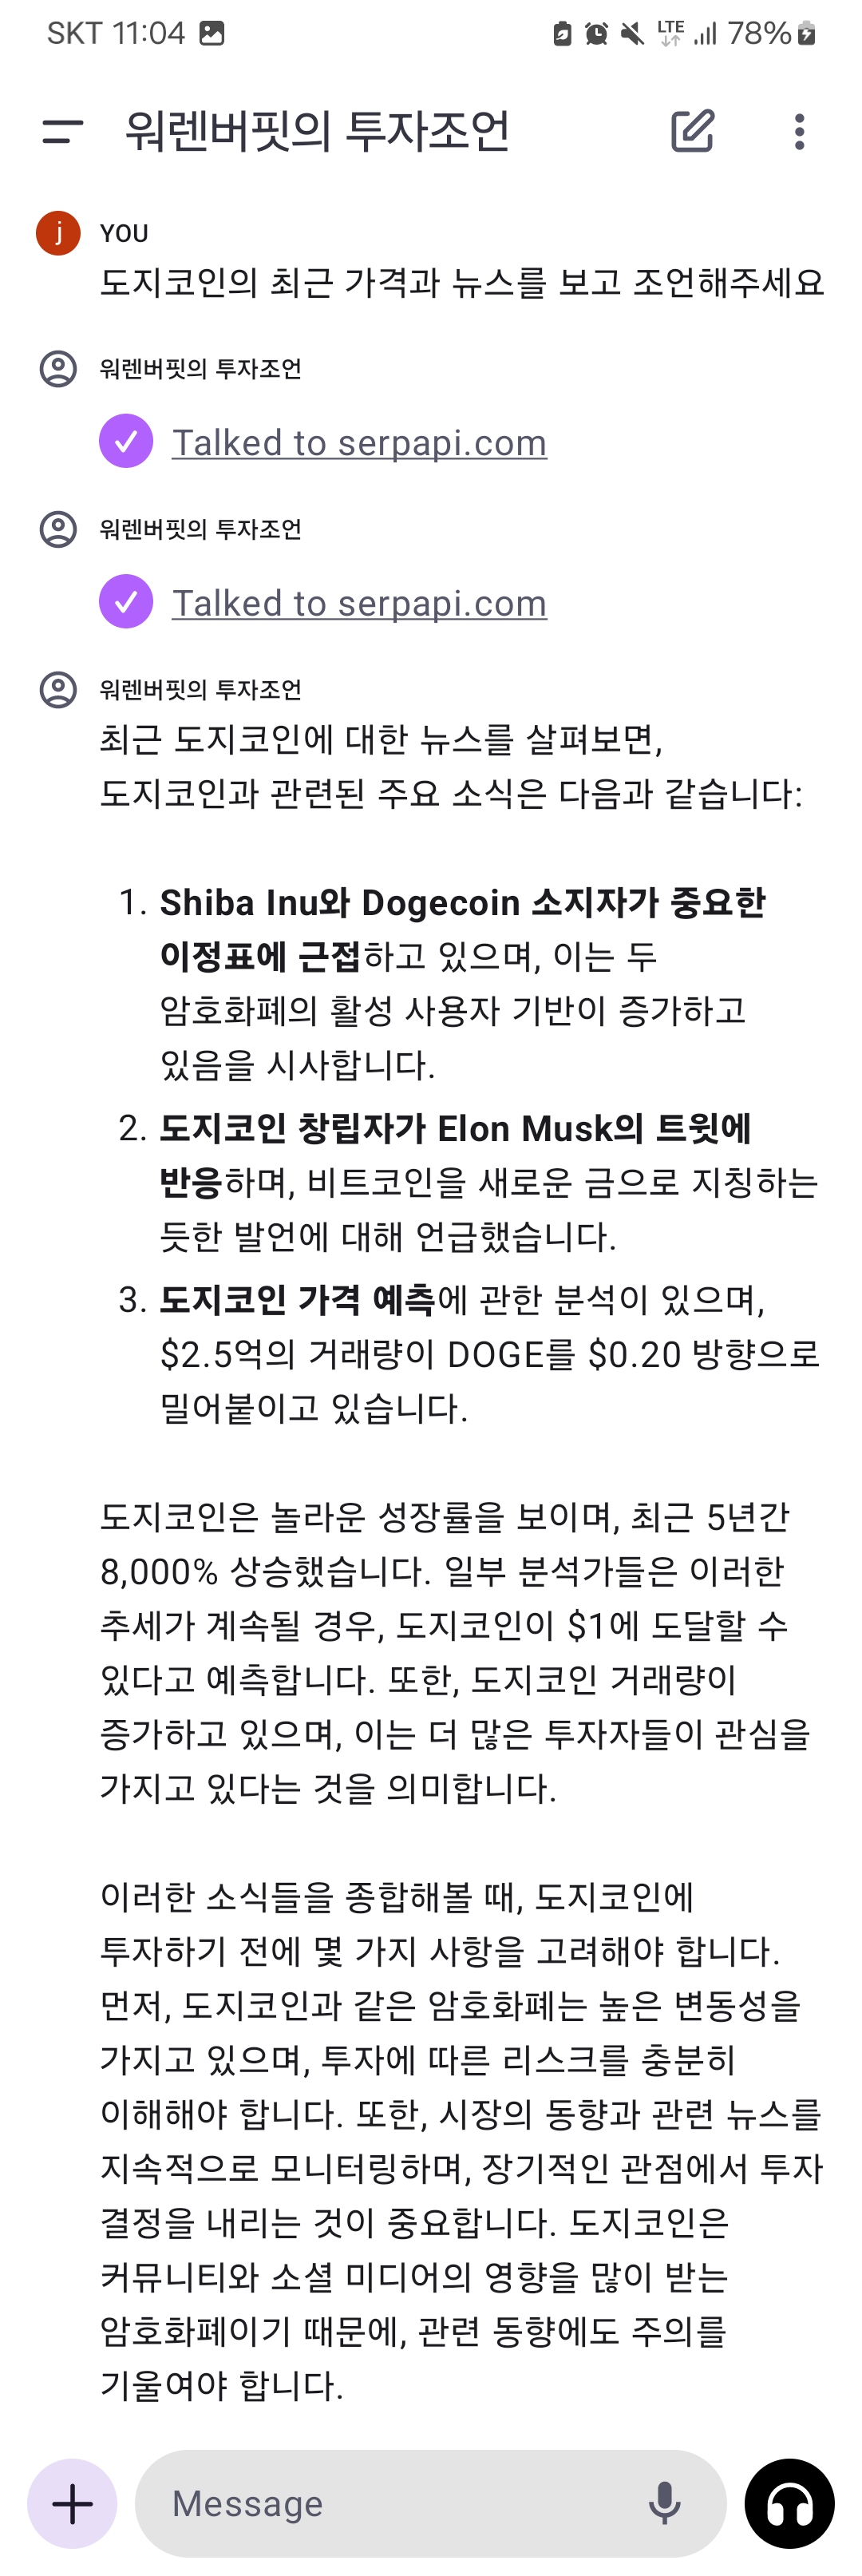 SKT 11:04 LTE 78%
워렌버핏의 투자조언
j YOU
도지코인의 최근 가격과 뉴스를 보고 조언해주세요
워렌버핏의 투자조언
Talked to serpapi.com
워렌버핏의 투자조언
Talked to serpapi.com
워렌버핏의 투자조언
최근 도지코인에 대한 뉴스를 살펴보면,
도지코인과 관련된 주요 소식은 다음과 같습니다:
1. Shiba Inu와 Dogecoin 소지자가 중요한
이정표에 근접하고 있으며, 이는 두
암호화폐의 활성 사용자 기반이 증가하고
있음을 시사합니다.
2. 도지코인 창립자가 Elon Musk의 트윗에
반응하며, 비트코인을 새로운 금으로 지칭하는
듯한 발언에 대해 언급했습니다.
3. 도지코인 가격 예측에 관한 분석이 있으며,
$2.5억의 거래량이 DOGE를 $0.20 방향으로
밀어붙이고 있습니다.
도지코인은 놀라운 성장률을 보이며, 최근 5년간
8,000% 상승했습니다. 일부 분석가들은 이러한
추세가 계속될 경우, 도지코인이 $1에 도달할 수
있다고 예측합니다. 또한, 도지코인 거래량이
증가하고 있으며, 이는 더 많은 투자자들이 관심을
가지고 있다는 것을 의미합니다.
이러한 소식들을 종합해볼 때, 도지코인에
투자하기 전에 몇 가지 사항을 고려해야 합니다.
먼저, 도지코인과 같은 암호화폐는 높은 변동성을
가지고 있으며, 투자에 따른 리스크를 충분히
이해해야 합니다. 또한, 시장의 동향과 관련 뉴스를
지속적으로 모니터링하며, 장기적인 관점에서 투자
결정을 내리는 것이 중요합니다. 도지코인은
커뮤니티와 소셜 미디어의 영향을 많이 받는
암호화폐이기 때문에, 관련 동향에도 주의를
기울여야 합니다.
Message